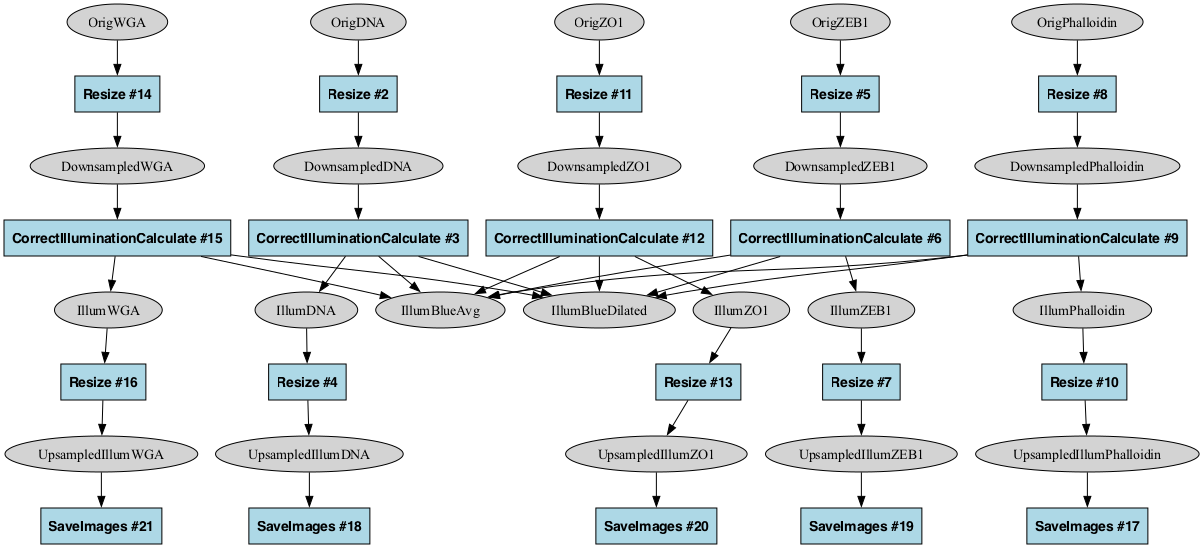 OrigWGA
OrigDNA
OrigZO1
OrigZEB1
OrigPhalloidin
Resize #14
Resize #2
Resize #11
Resize #5
Resize #8
DownsampledWGA
DownsampledDNA
DownsampledZO1
DownsampledZEB1
DownsampledPhalloidin
CorrectIlluminationCalculate #15
CorrectIlluminationCalculate #3
CorrectIlluminationCalculate #12
CorrectIlluminationCalculate #6
CorrectIlluminationCalculate #9
IllumWGA
IllumDNA
IllumBlueAvg
IllumBlueDilated
IllumZO1
IllumZEB1
IllumPhalloidin
Resize #16
Resize #4
Resize #13
Resize #7
Resize #10
UpsampledIllumWGA
UpsampledIllumDNA
UpsampledIllumZO1
UpsampledIllumZEB1
UpsampledIllumPhalloidin
SaveImages #21
SaveImages #18
SaveImages #20
SaveImages #19
SaveImages #17